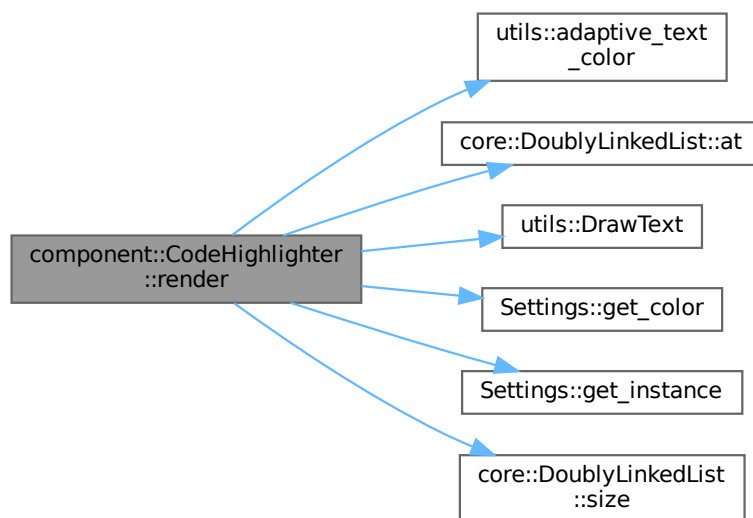 utils::adaptive_text
_color
core::DoublyLinkedList::at
utils::DrawText
component::CodeHighlighter
::render
Settings::get_color
Settings::get_instance
core::DoublyLinkedList
::size